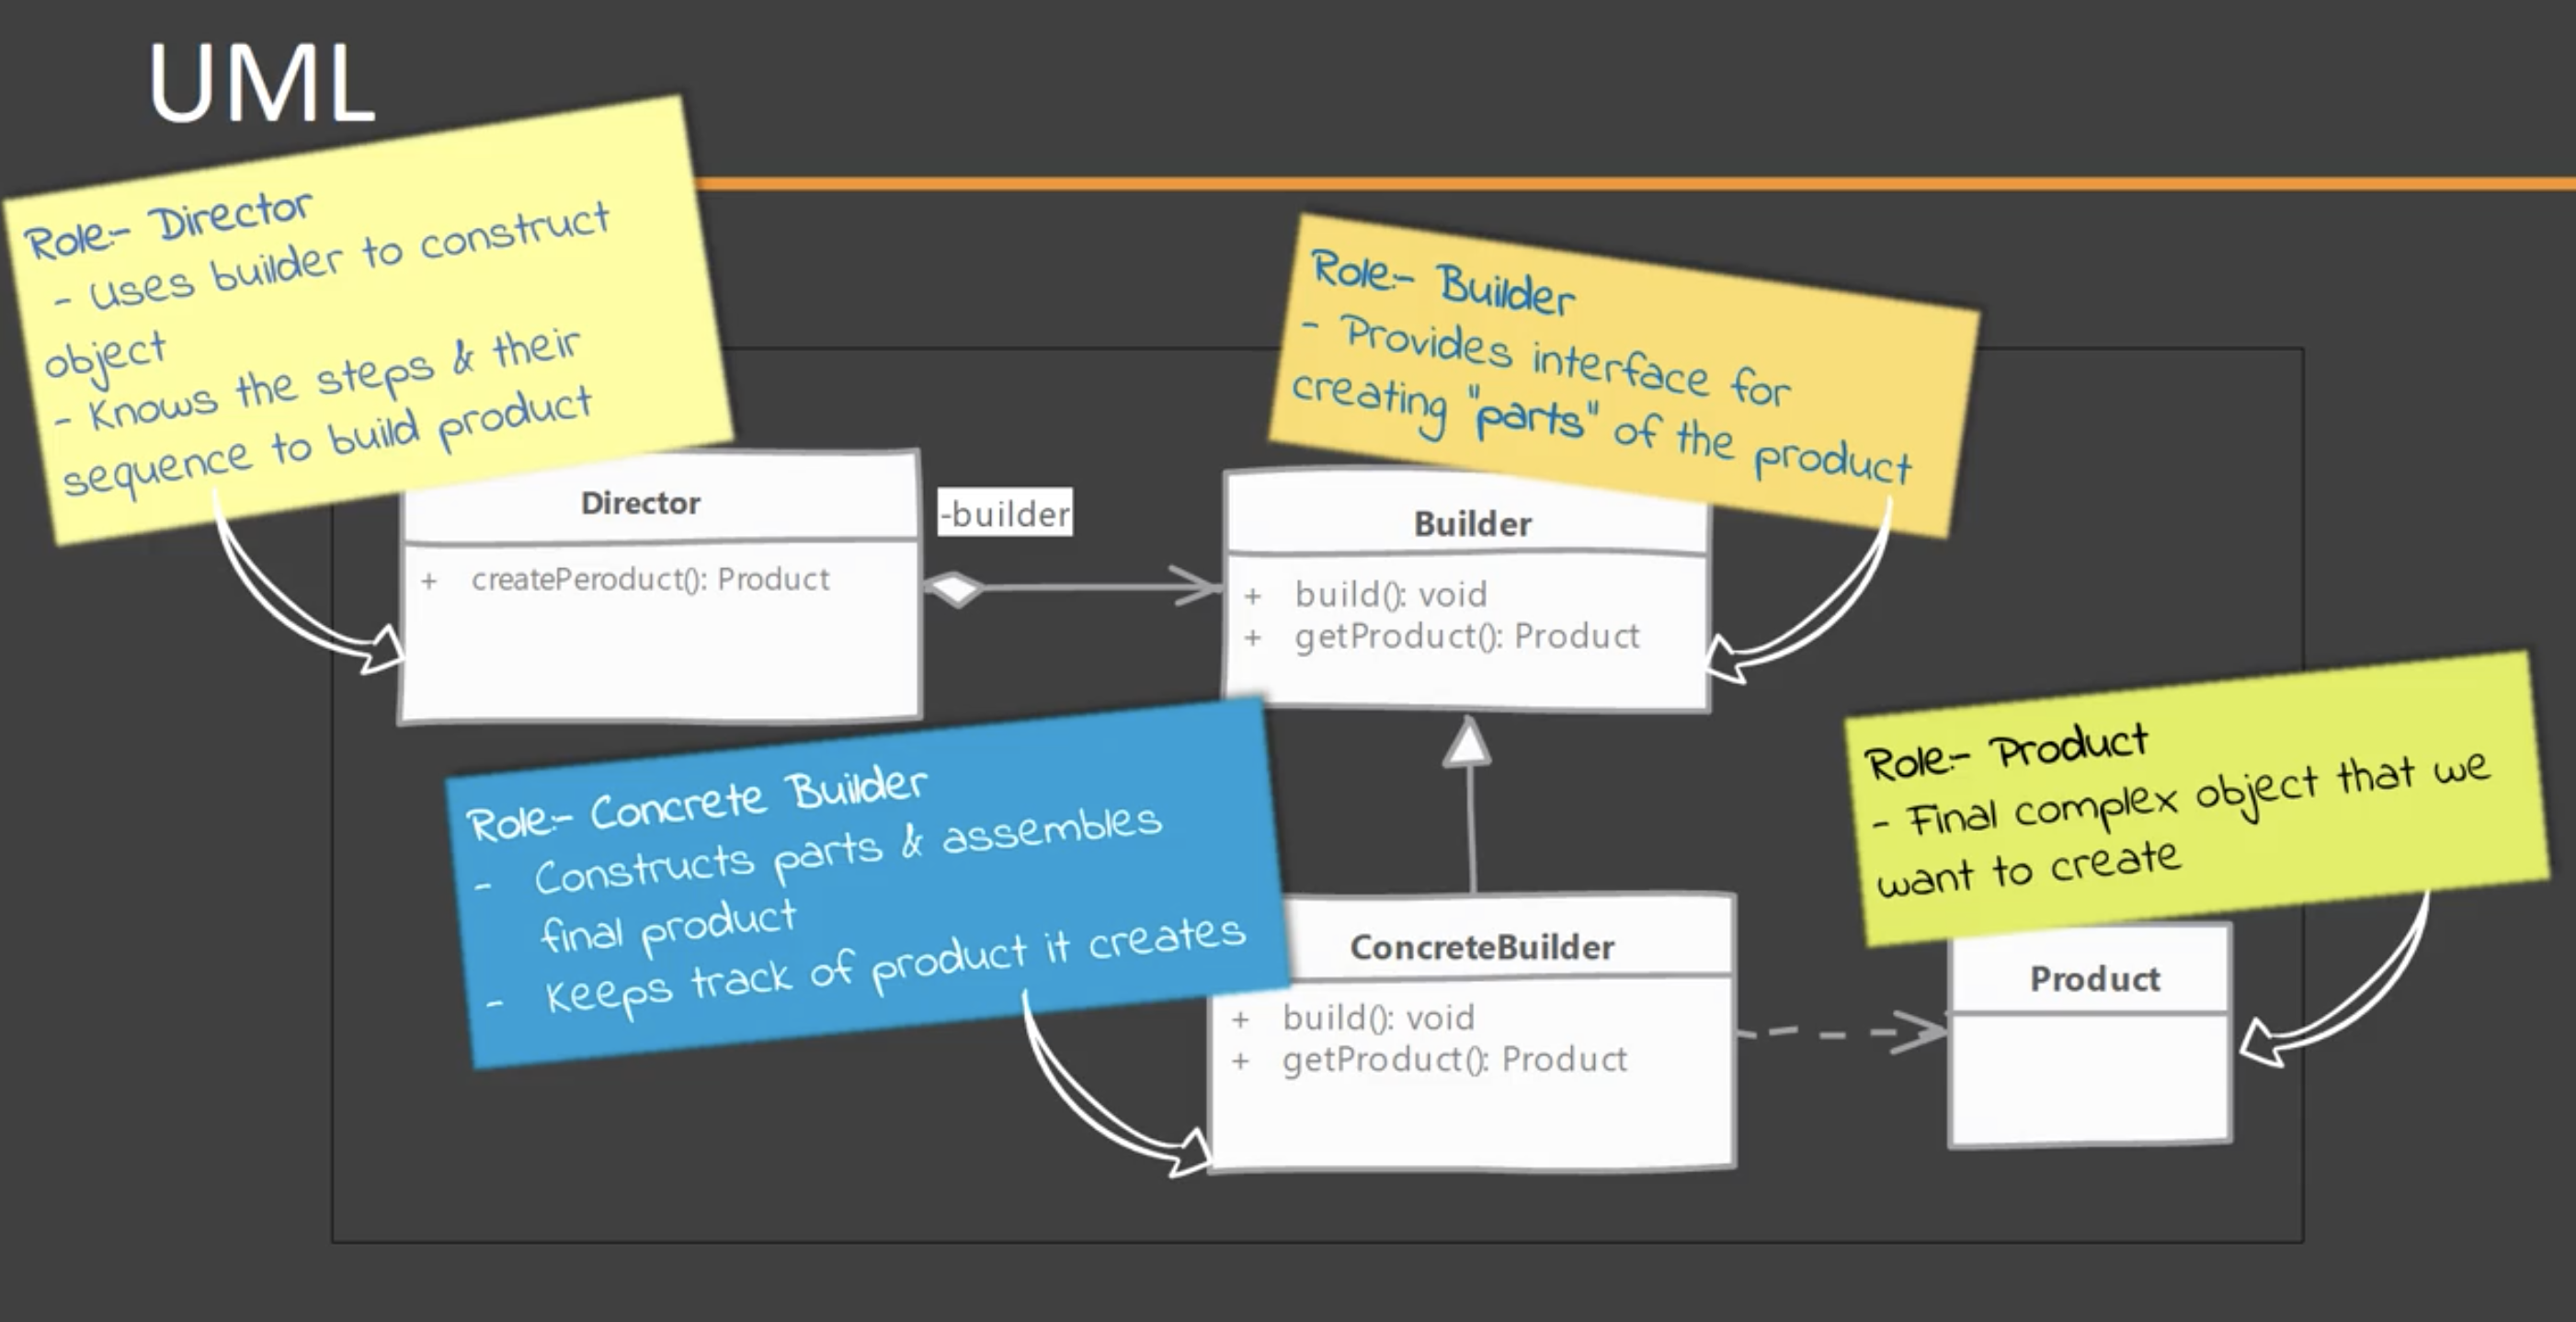 UML
Role:- Director
- Uses builder to construct
object
- Knows the steps & their
sequence to build product
Role:- Builder
- Provides interface for
creating "parts" of the product
Director
-builder
+ createPeroduct(): Product
Builder
+ build(): void
+ getProduct(): Product
Role:- Concrete Builder
- Constructs parts & assembles
final product
- Keeps track of product it creates
Role:- Product
- Final complex object that we
want to create
ConcreteBuilder
+ build(): void
+ getProduct(): Product
Product